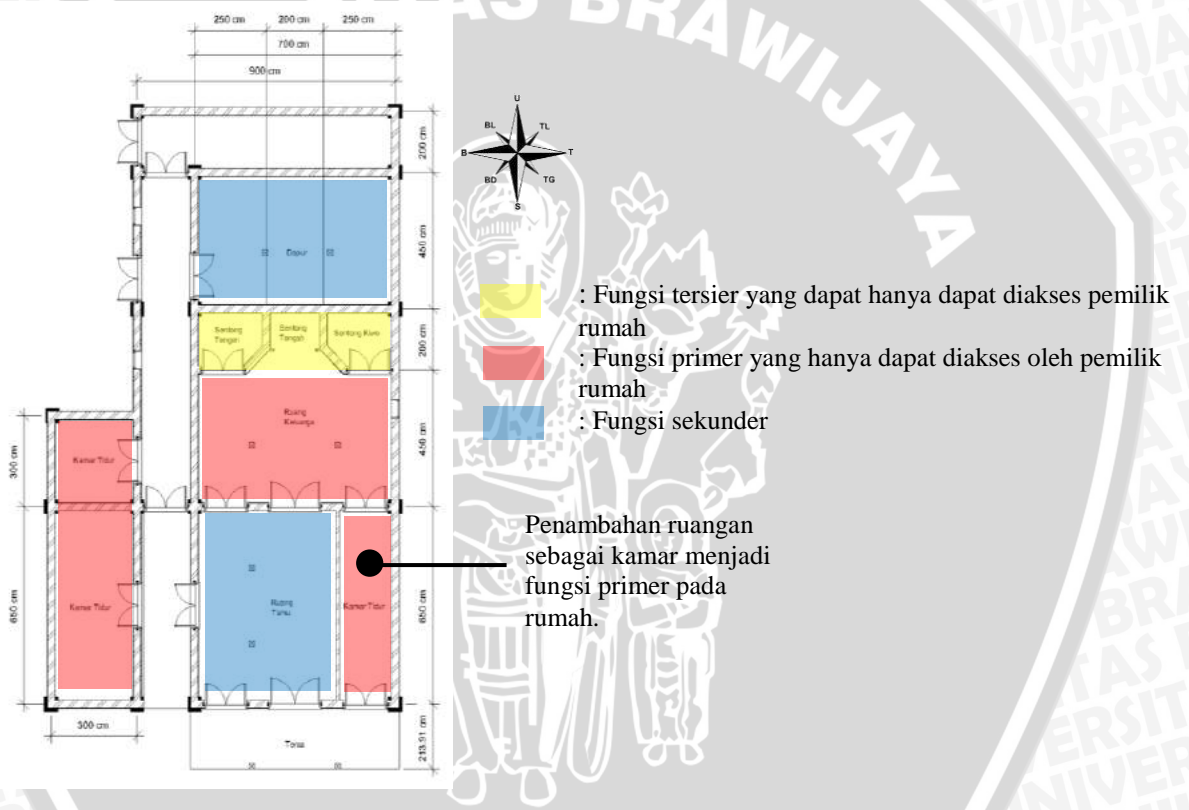 AS BRAWIJAYA
250 cm 200 cm 250 cm
700 cm
900 cm
200 cm
U
BL TL
B T
BD TG
S
450 cm
Dapur
: Fungsi tersier yang dapat hanya dapat diakses pemilik
rumah
: Fungsi primer yang hanya dapat diakses oleh pemilik
rumah
: Fungsi sekunder
Sentong
Tengah
Sentong Kiwo
200 cm
Ruang
Keluarga
450 cm
Kamar Tidur
300 cm
Penambahan ruangan
sebagai kamar menjadi
fungsi primer pada
rumah.
Kamar Tidur
Ruang
Tamu
Kamar Tidur
650 cm
650 cm
300 cm
Teras
213.91 cm